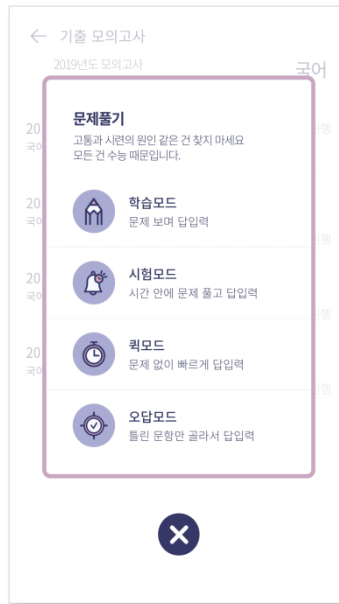 기출 모의고사
2019년도 모의고사
국어
문제풀기
고통과 시련의 원인 같은 건 찾지 마세요
모든 건 수능 때문입니다.
학습모드
문제 보며 답입력
시험모드
시간 안에 문제 풀고 답입력
퀵모드
문제 없이 빠르게 답입력
오답모드
틀린 문항만 골라서 답입력